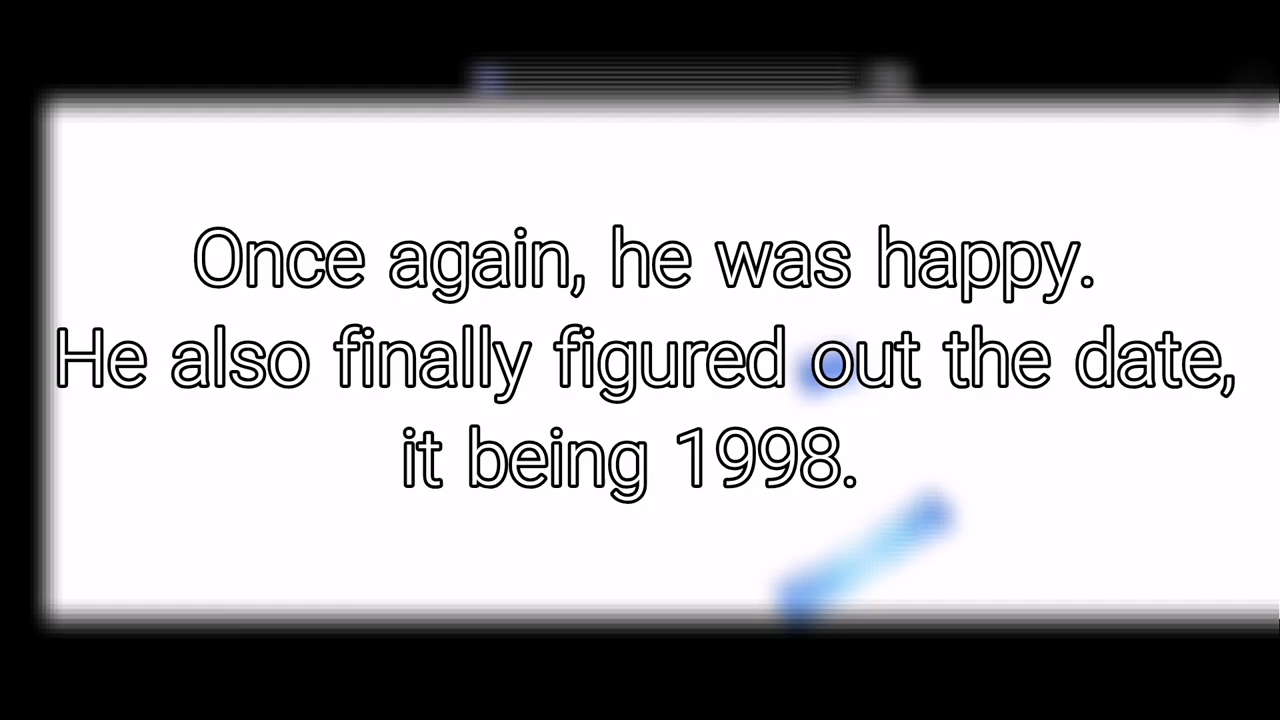 Once again, he was happy.
He also finally figured out the date,
it being 1998.